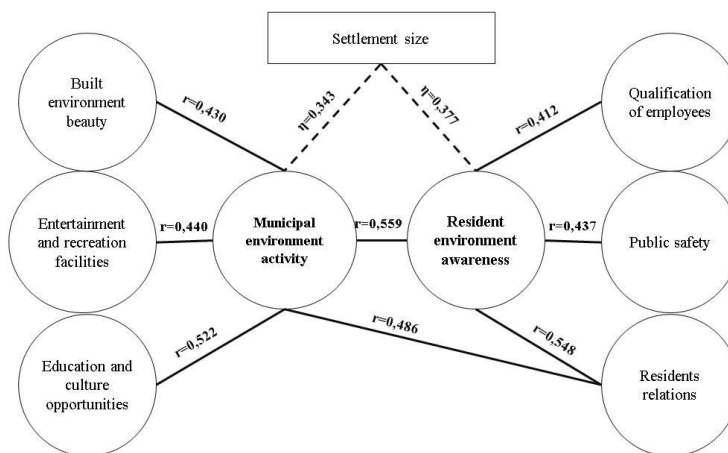 Settlement size
Built
environment
beauty
r=0,430
η=0,343
η=0,377
r=0,412
Qualification
of employees
Entertainment
and recreation
facilities
r=0,440
Municipal
environment
activity
r=0,559
Resident
environment
awareness
r=0,437
Public safety
Education and
culture
opportunities
r=0,522
r=0,486
r=0,548
Residents
relations